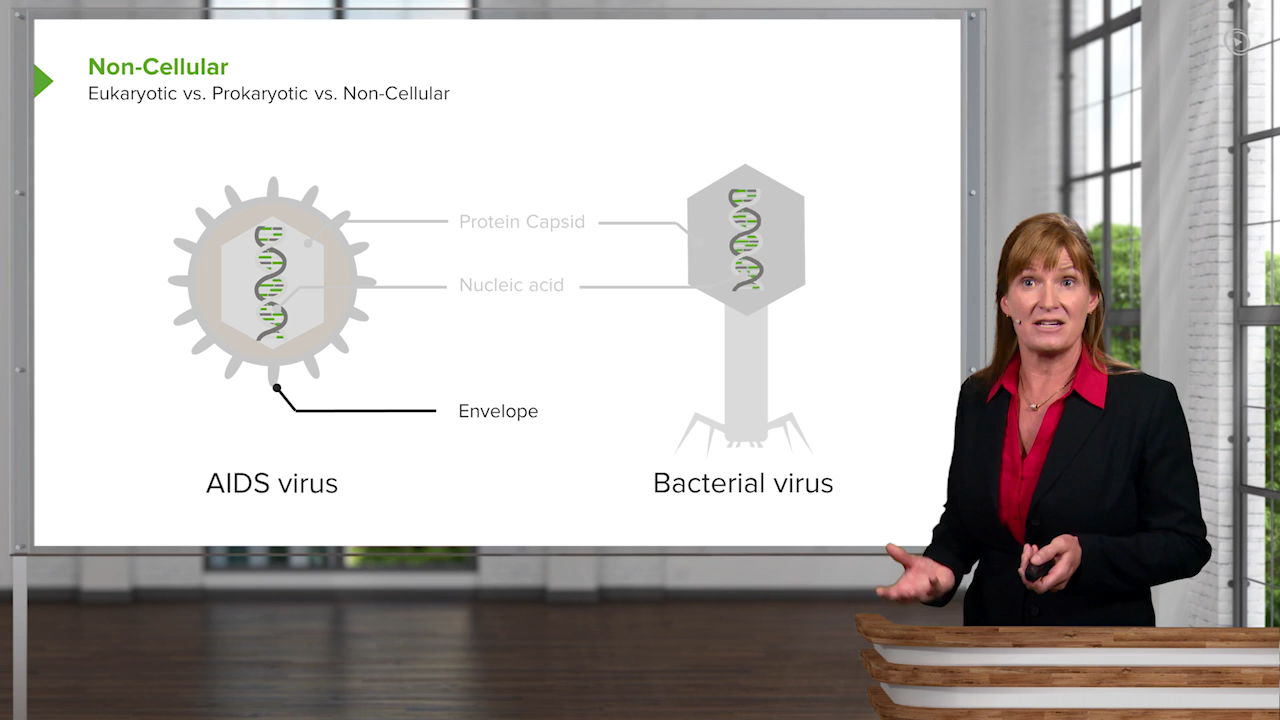 Non-Cellular
Eukaryotic vs. Prokaryotic vs. Non-Cellular
Protein Capsid
Nucleic acid
Envelope
AIDS virus
Bacterial virus